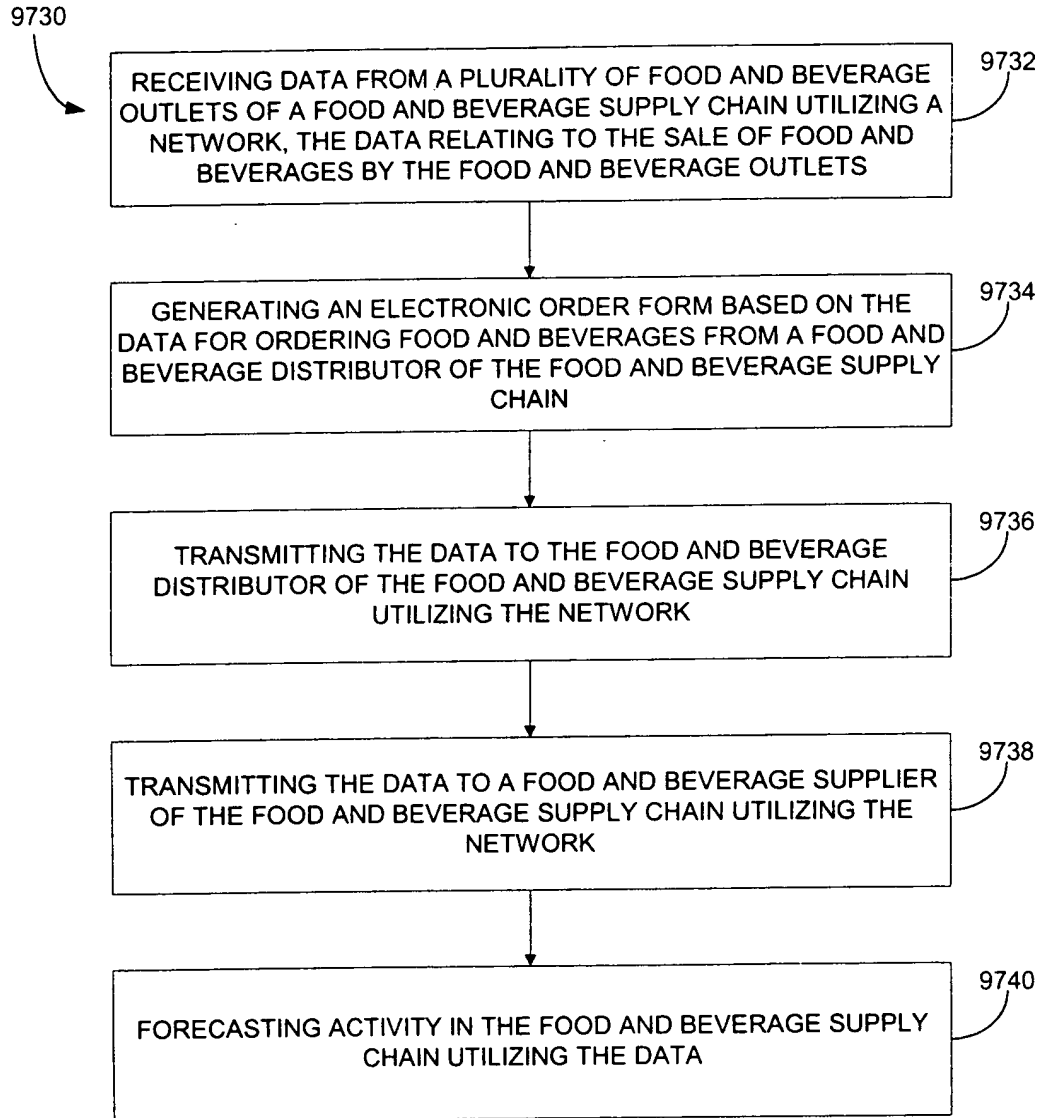 9730
RECEIVING DATA FROM A PLURALITY OF FOOD AND BEVERAGE
OUTLETS OF A FOOD AND BEVERAGE SUPPLY CHAIN UTILIZING A
NETWORK, THE DATA RELATING TO THE SALE OF FOOD AND
BEVERAGES BY THE FOOD AND BEVERAGE OUTLETS
9732
GENERATING AN ELECTRONIC ORDER FORM BASED ON THE
DATA FOR ORDERING FOOD AND BEVERAGES FROM A FOOD AND
BEVERAGE DISTRIBUTOR OF THE FOOD AND BEVERAGE SUPPLY
CHAIN
9734
TRANSMITTING THE DATA TO THE FOOD AND BEVERAGE
DISTRIBUTOR OF THE FOOD AND BEVERAGE SUPPLY CHAIN
UTILIZING THE NETWORK
9736
TRANSMITTING THE DATA TO A FOOD AND BEVERAGE SUPPLIER
OF THE FOOD AND BEVERAGE SUPPLY CHAIN UTILIZING THE
NETWORK
9738
FORECASTING ACTIVITY IN THE FOOD AND BEVERAGE SUPPLY
CHAIN UTILIZING THE DATA
9740